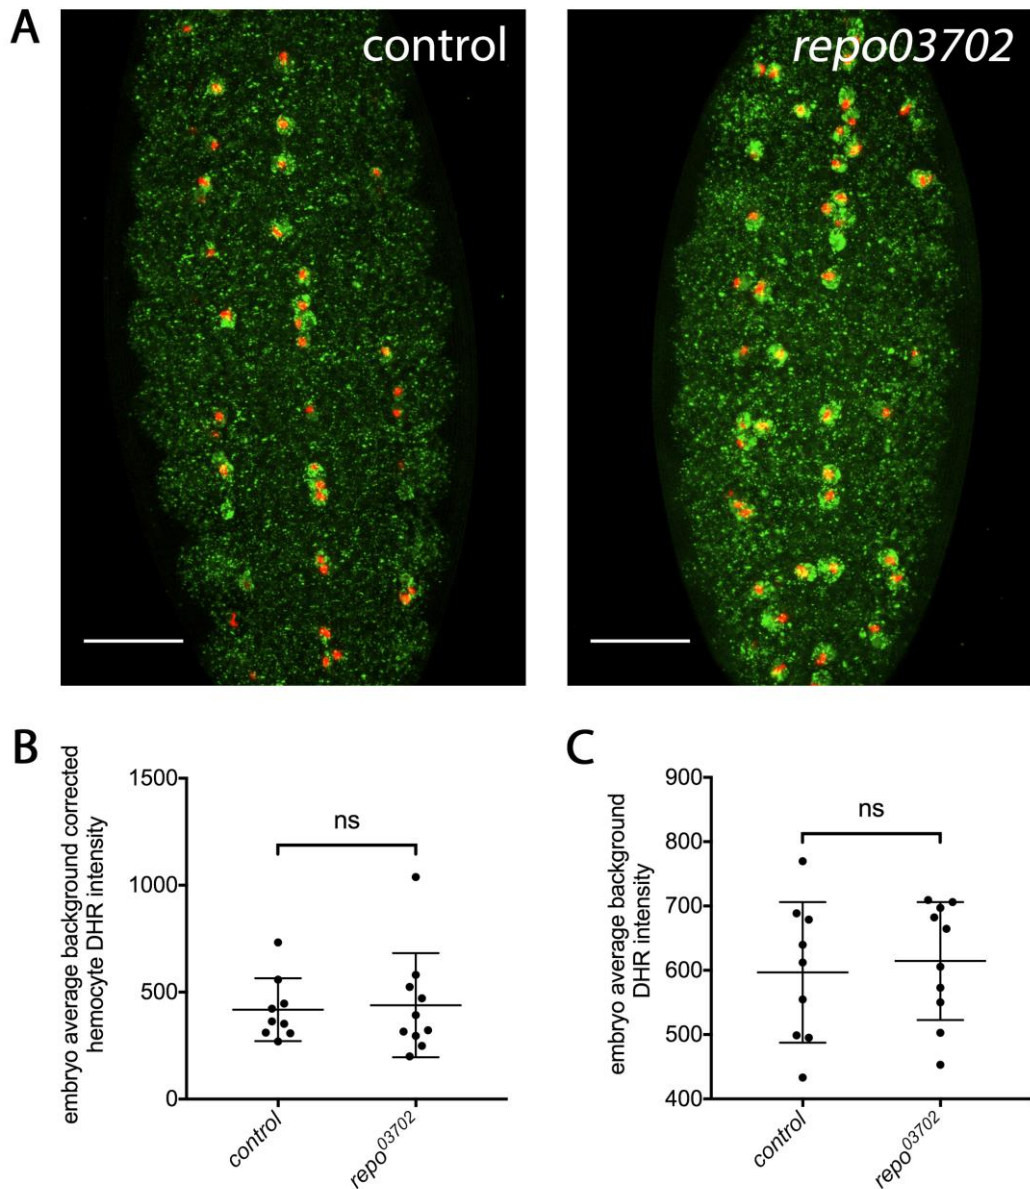 A
control
repo03702
B
embryo average background corrected
hemocyte DHR intensity
1500
1000
500
0
ns
control
repo⁰³⁷⁰²
C
embryo average background
DHR intensity
900
800
700
600
500
400
ns
control
repo⁰³⁷⁰²